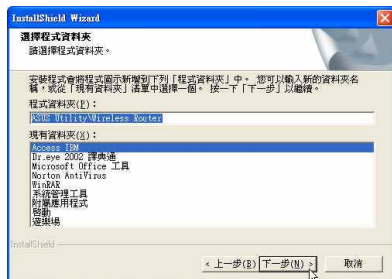 InstallShield Wizard
選擇程式資料夾
請選擇程式資料夾。
安裝程式會將程式圖示新增到下列「程式資料夾」中。 您可以輸入新的資料夾名
稱，或從「現有資料夾」清單中選擇一個。 按一下「下一步」以繼續。
程式資料夾(P)：
ASUS Utility\Wireless Router
現有資料夾(X)：
Access IBM
Dr.eye 2002 譯典通
Microsoft Office 工具
Norton AntiVirus
WinRAR
系統管理工具
附屬應用程式
啟動
遊樂場
InstallShield
< 上一步(B) 下一步(N) > 取消